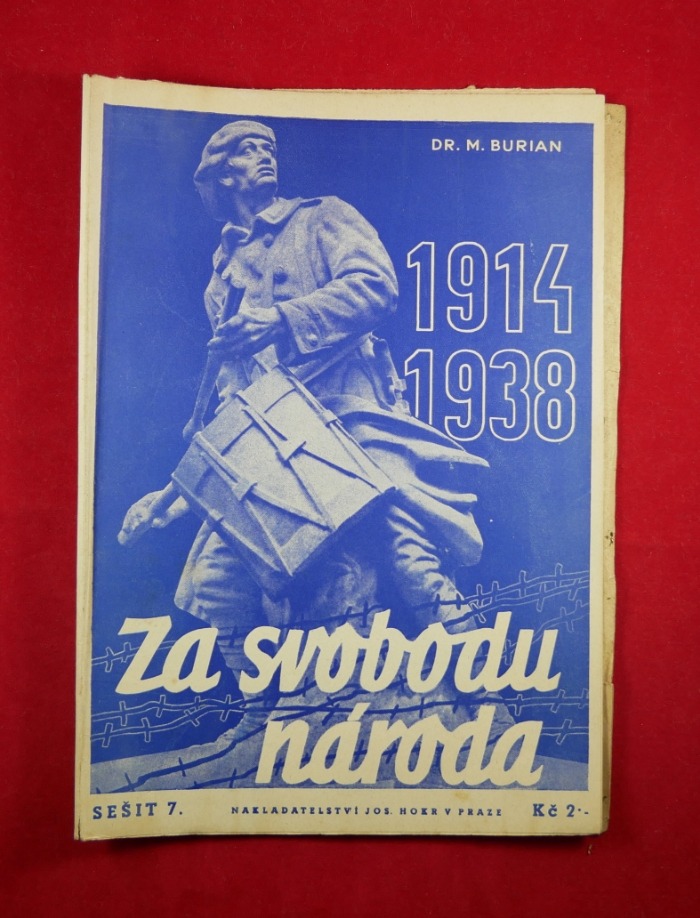 DR. M. BURIAN
1914
1938
Za svobodu
národa
SEŠIT 7. NAKLADATELSTVÍ JOS. HOKR V PRAZE Kč 2·-